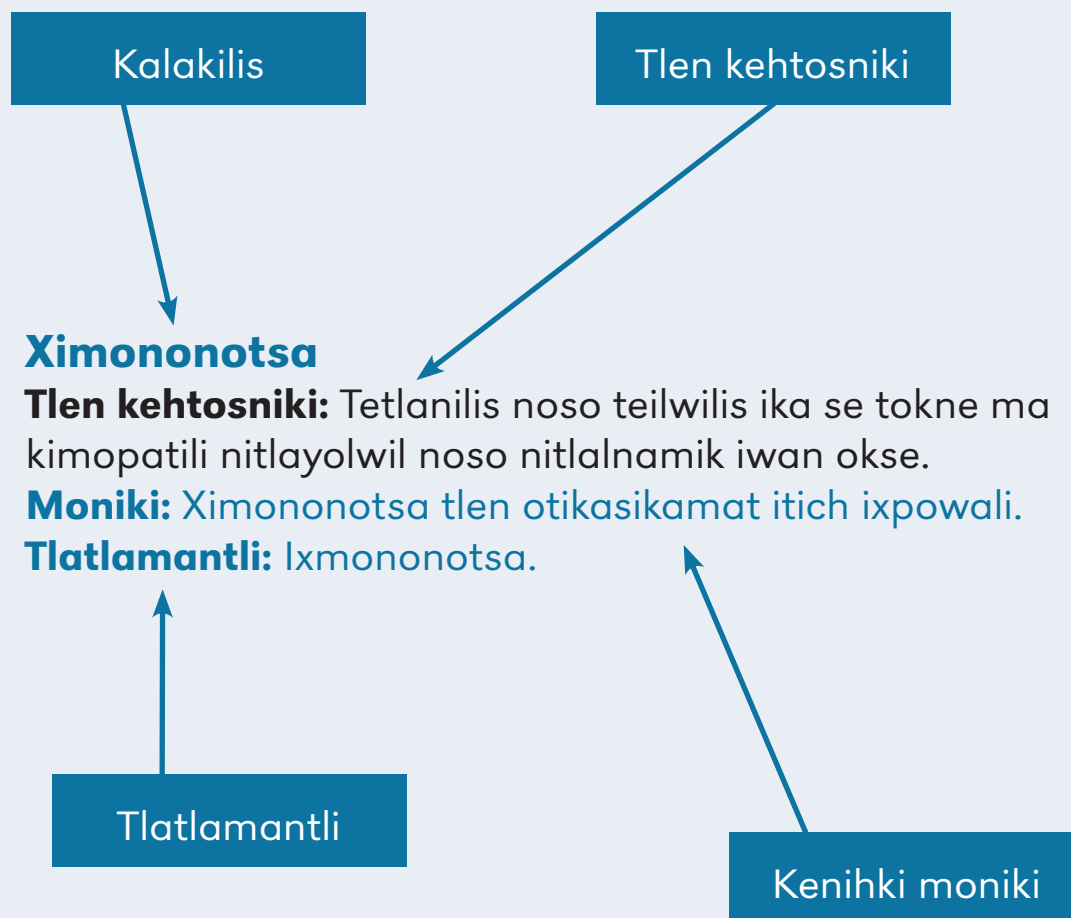 Kalakilis
Tlen kehtosniki
Ximononotsa
Tlen kehtosniki: Tetlanilis noso teilwilis ika se tokne ma
kimopatili nitlayolwil noso nitlalnamik iwan okse.
Moniki: Ximononotsa tlen otikasikamat itich ixpowali.
Tlatlamantli: Ixmononotsa.
Tlatlamantli
Kenihki moniki